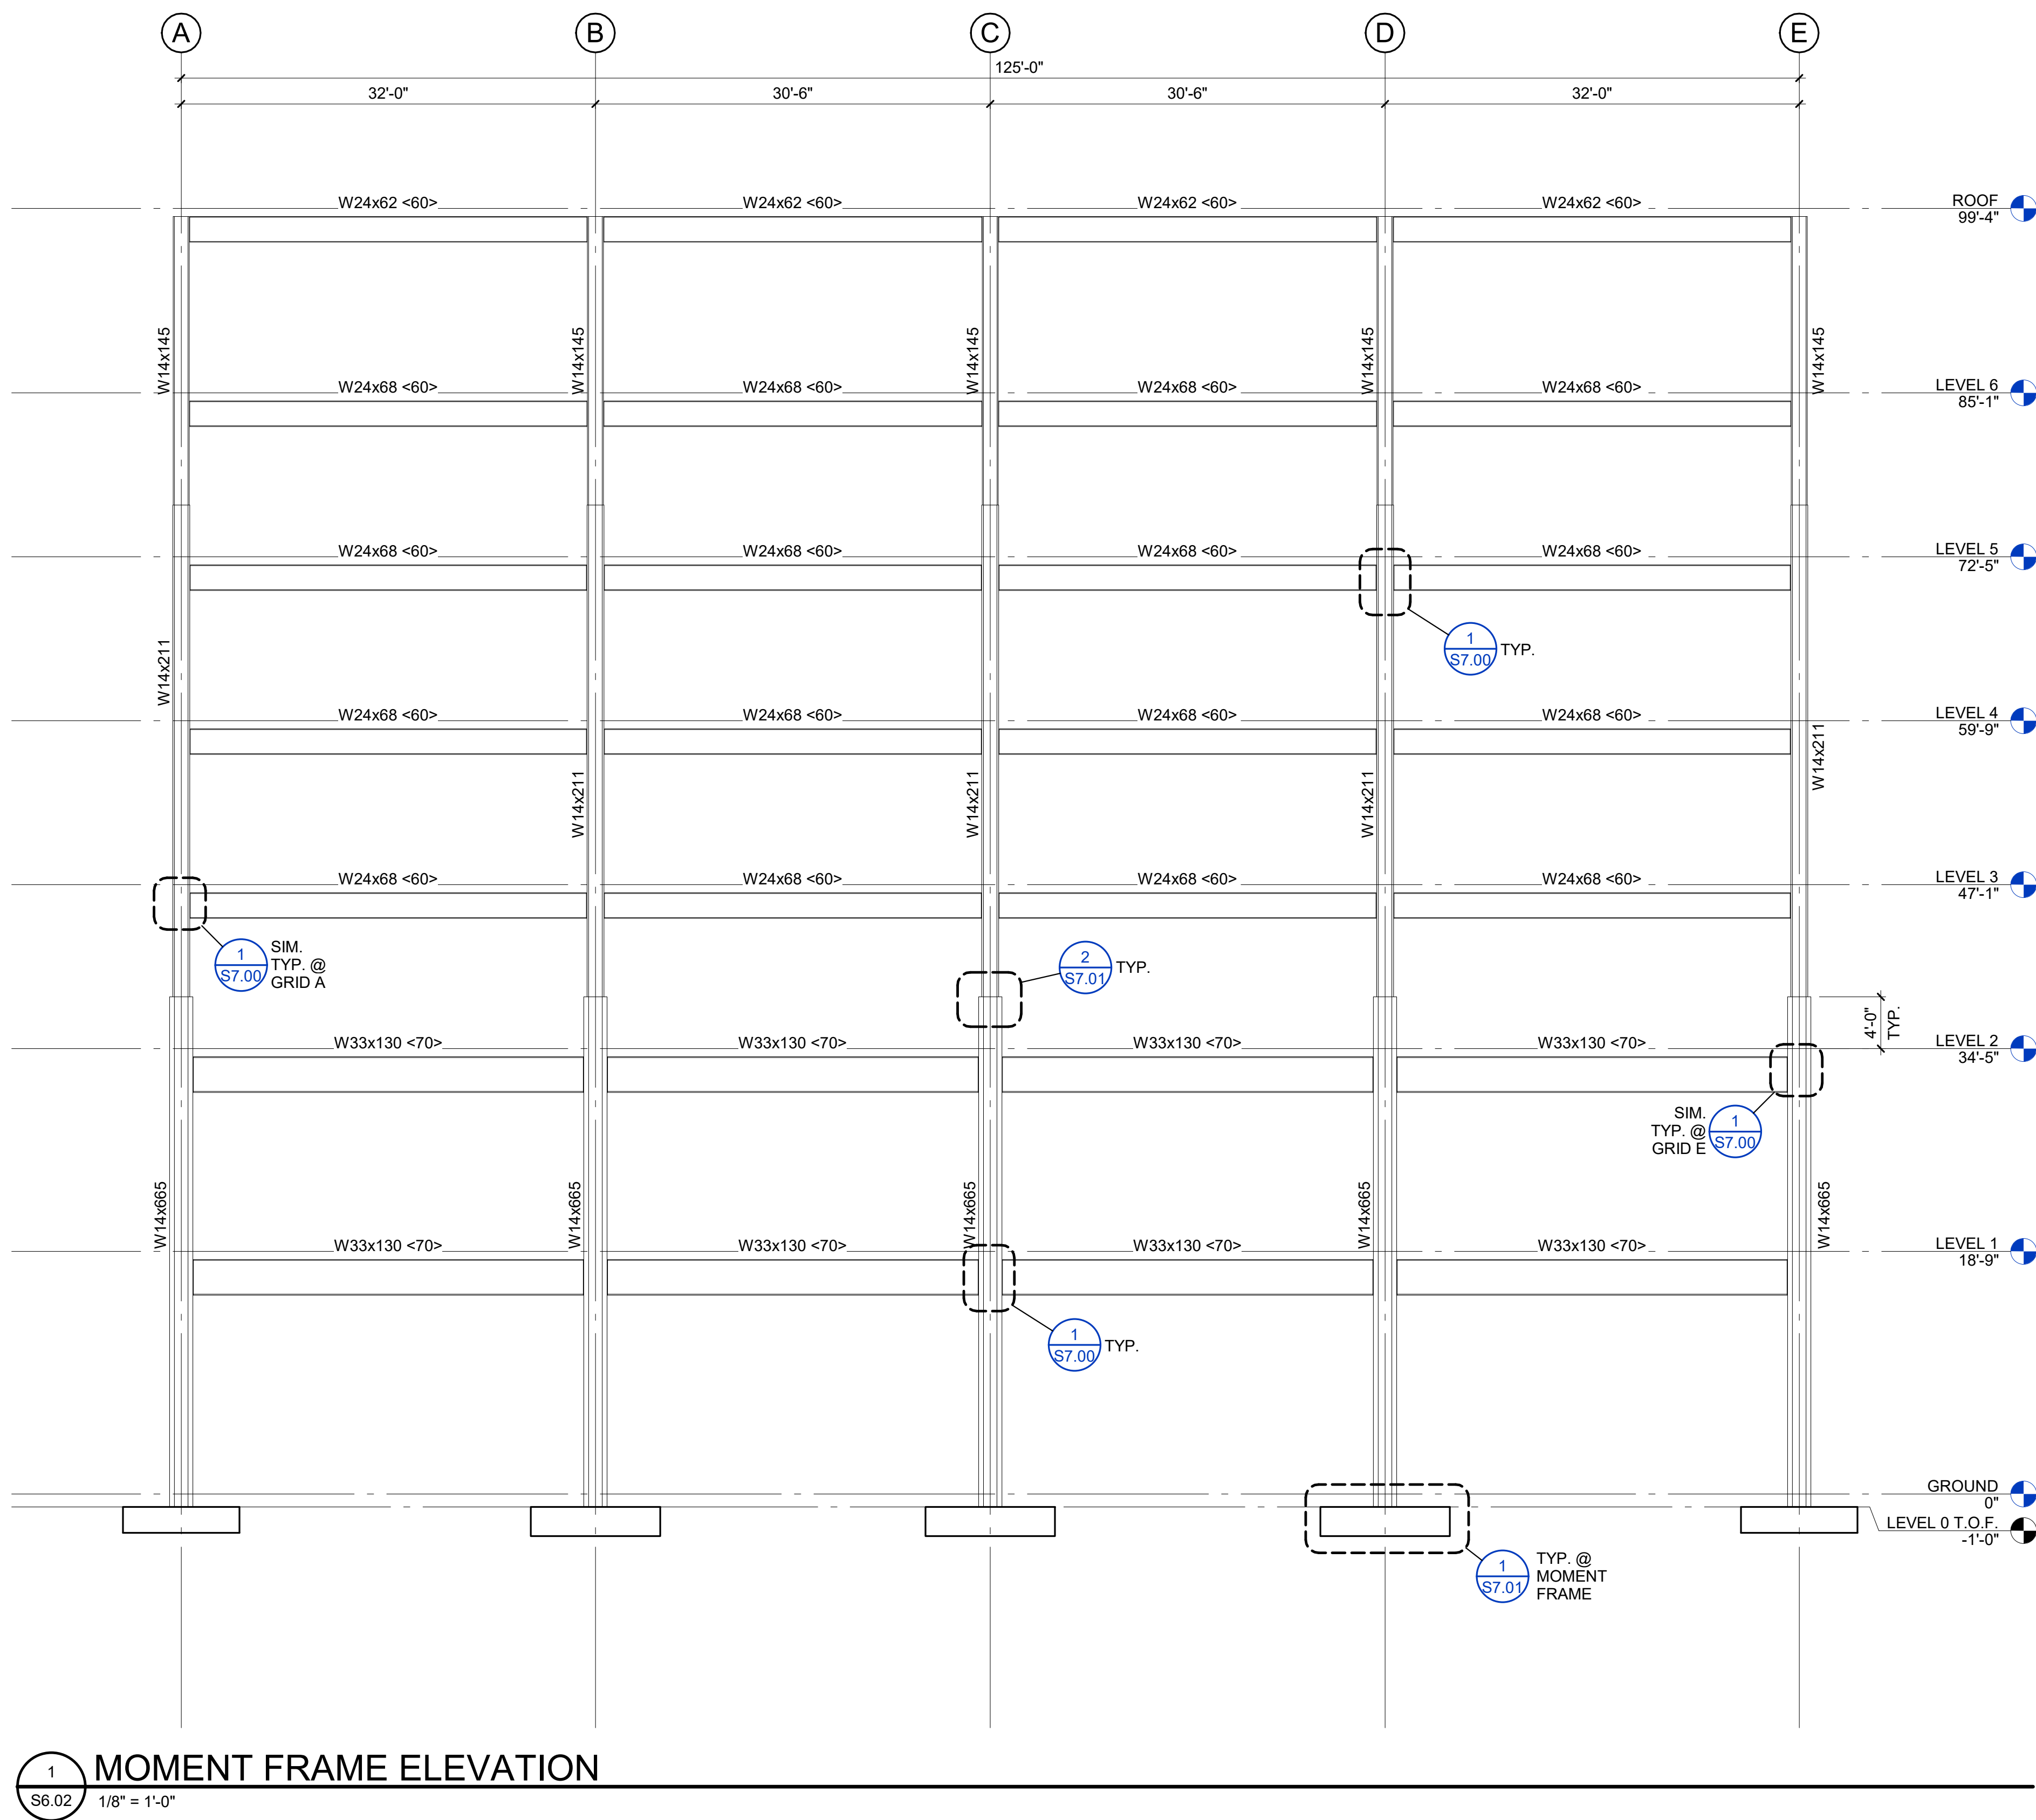 A B C D E
125'-0"
32'-0" 30'-6" 30'-6" 32'-0"
W24x62 <60> W24x62 <60> W24x62 <60> W24x62 <60> ROOF
99'-4"
W14x145 W14x145 W14x145 W14x145 W14x145
W24x68 <60> W24x68 <60> W24x68 <60> W24x68 <60> LEVEL 6
85'-1"
W24x68 <60> W24x68 <60> W24x68 <60> W24x68 <60> LEVEL 5
72'-5"
1
S7.00 TYP.
W14x211
W24x68 <60> W24x68 <60> W24x68 <60> W24x68 <60> LEVEL 4
59'-9"
W14x211 W14x211 W14x211 W14x211
W24x68 <60> W24x68 <60> W24x68 <60> W24x68 <60> LEVEL 3
47'-1"
1
S7.00
SIM.
TYP. @
GRID A
2
S7.01 TYP.
4'-0"
TYP.
W33x130 <70> W33x130 <70> W33x130 <70> W33x130 <70> LEVEL 2
34'-5"
SIM.
TYP. @
GRID E
1
S7.00
W14x665 W14x665 W14x665 W14x665 W14x665
W33x130 <70> W33x130 <70> W33x130 <70> W33x130 <70> LEVEL 1
18'-9"
1
S7.00 TYP.
GROUND
0"
LEVEL 0 T.O.F.
-1'-0"
1
S7.01
TYP. @
MOMENT
FRAME
1
S6.02
MOMENT FRAME ELEVATION
1/8" = 1'-0"